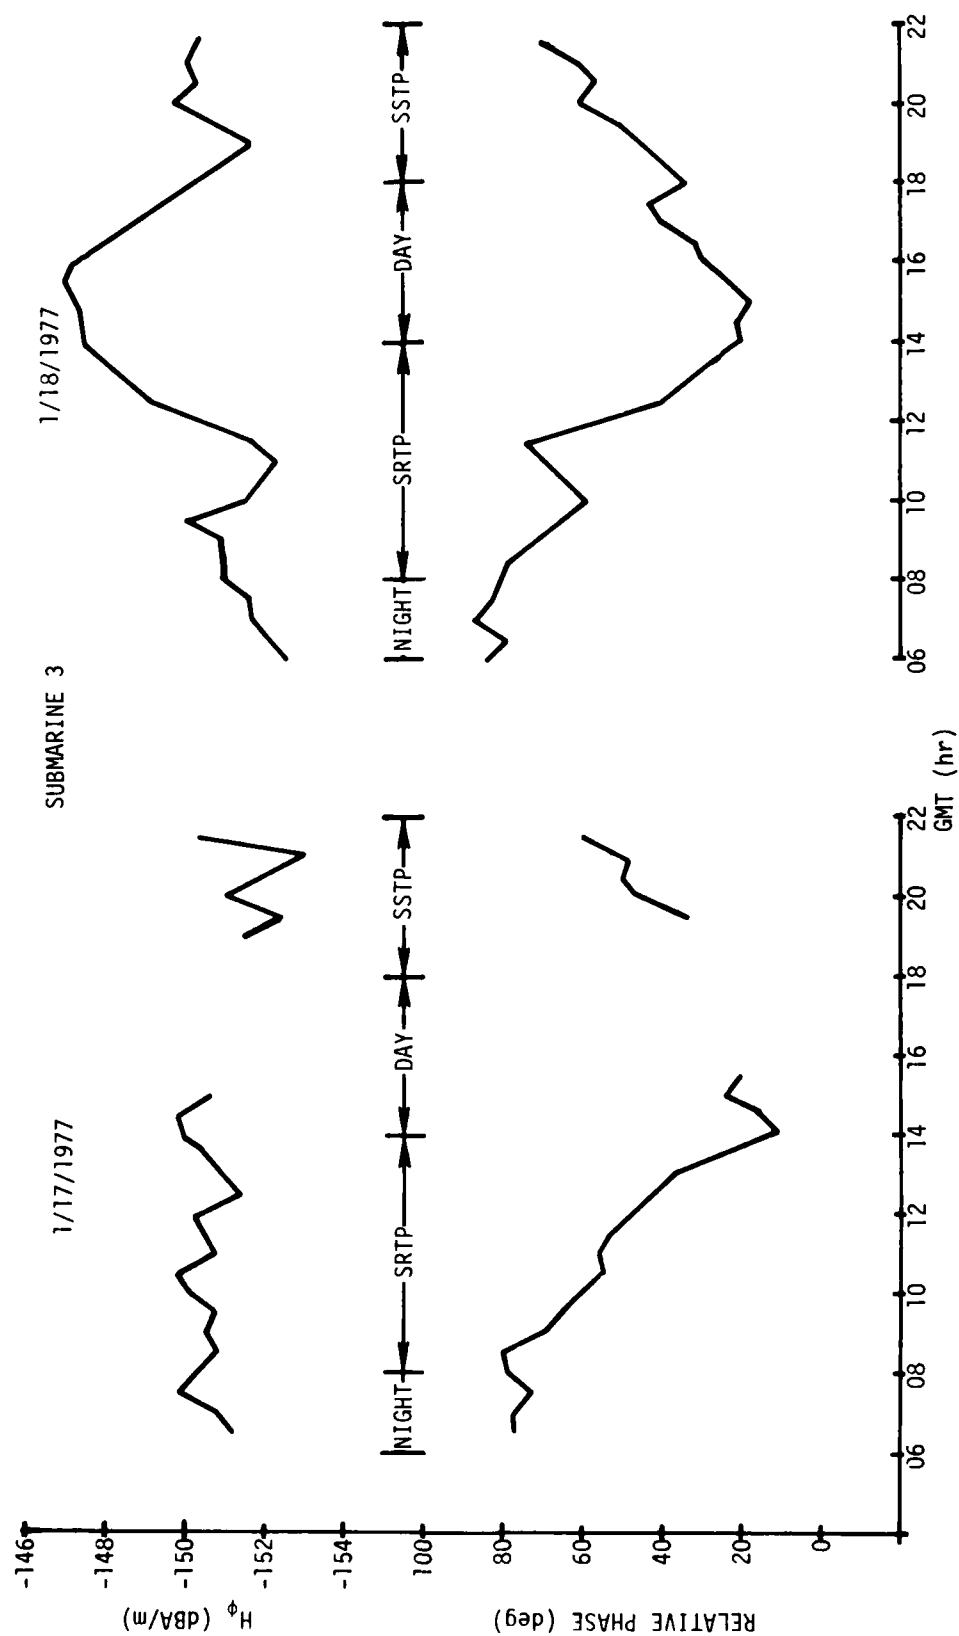 SUBMARINE 3
1/17/1977
1/18/1977
-146
-148
-150
-152
-154
Hφ (dBA/m)
NIGHT
SRTP
DAY
SSTP
NIGHT
SRTP
DAY
SSTP
100
80
60
40
20
0
RELATIVE PHASE (deg)
06 08 10 12 14 16 18 20 22
06 08 10 12 14 16 18 20 22
GMT (hr)